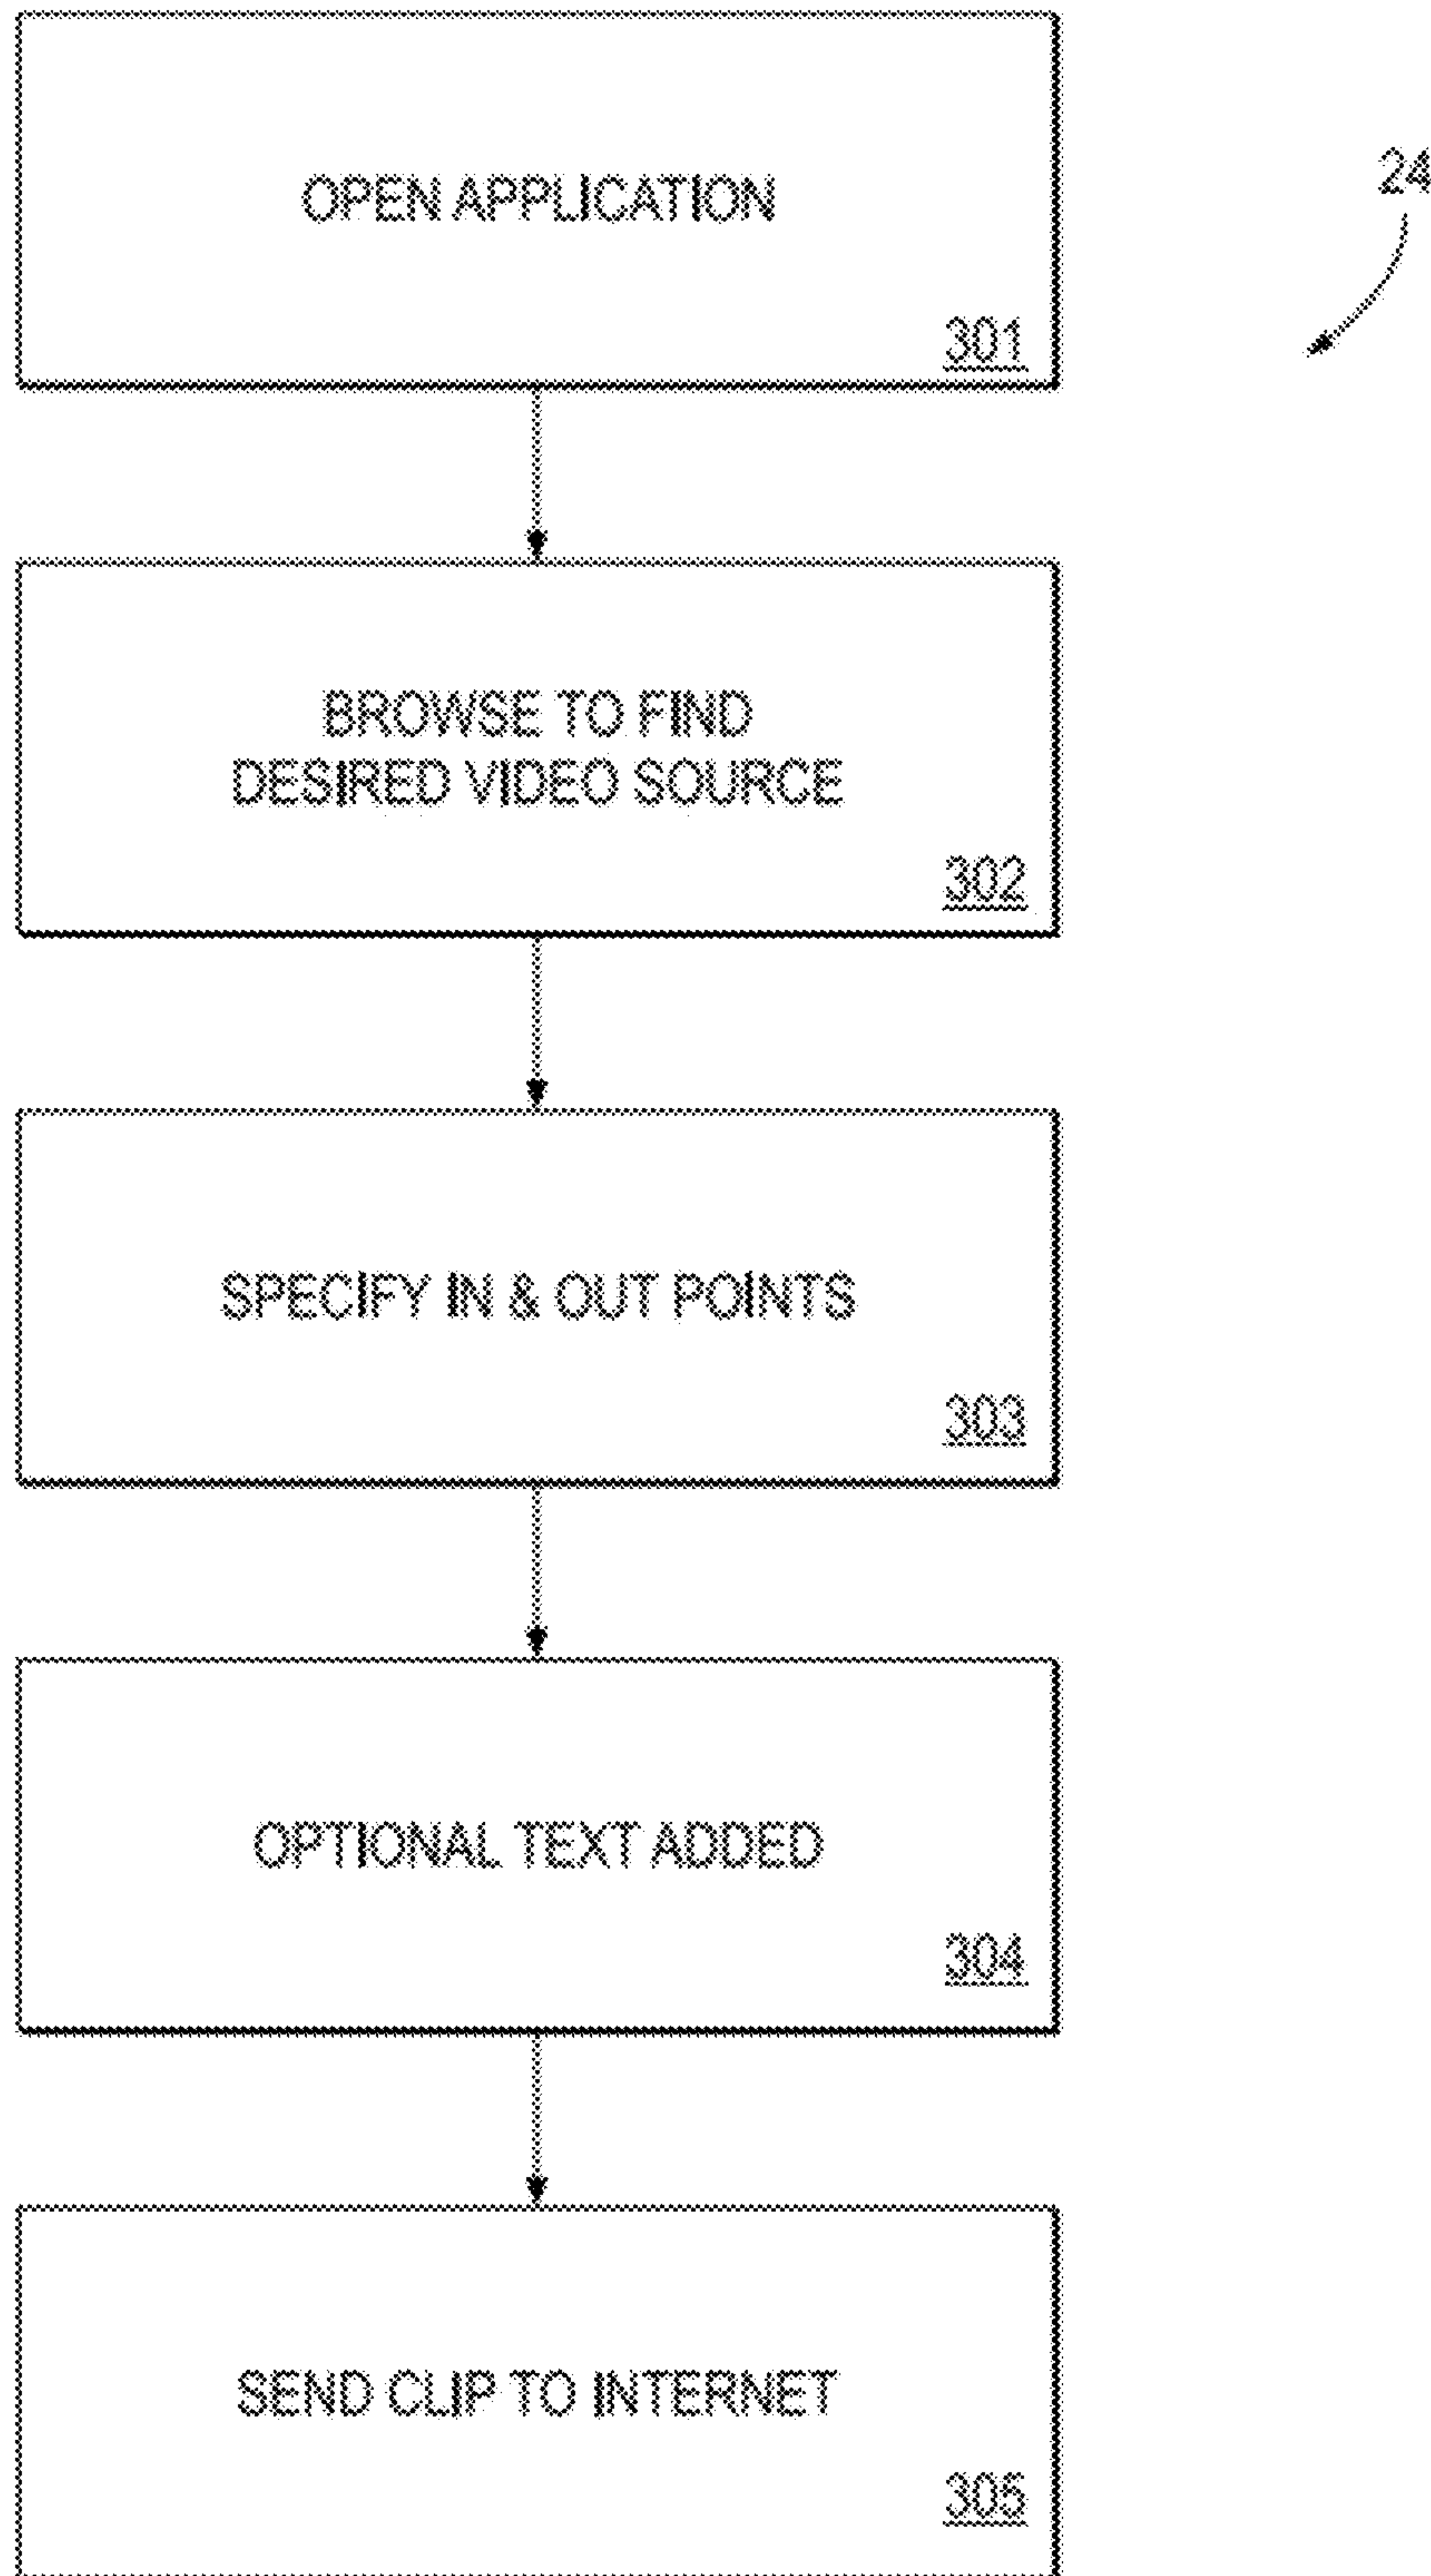 OPEN APPLICATION
301
24
BROWSE TO FIND
DESIRED VIDEO SOURCE
302
SPECIFY IN & OUT POINTS
303
OPTIONAL TEXT ADDED
304
SEND CLIP TO INTERNET
305